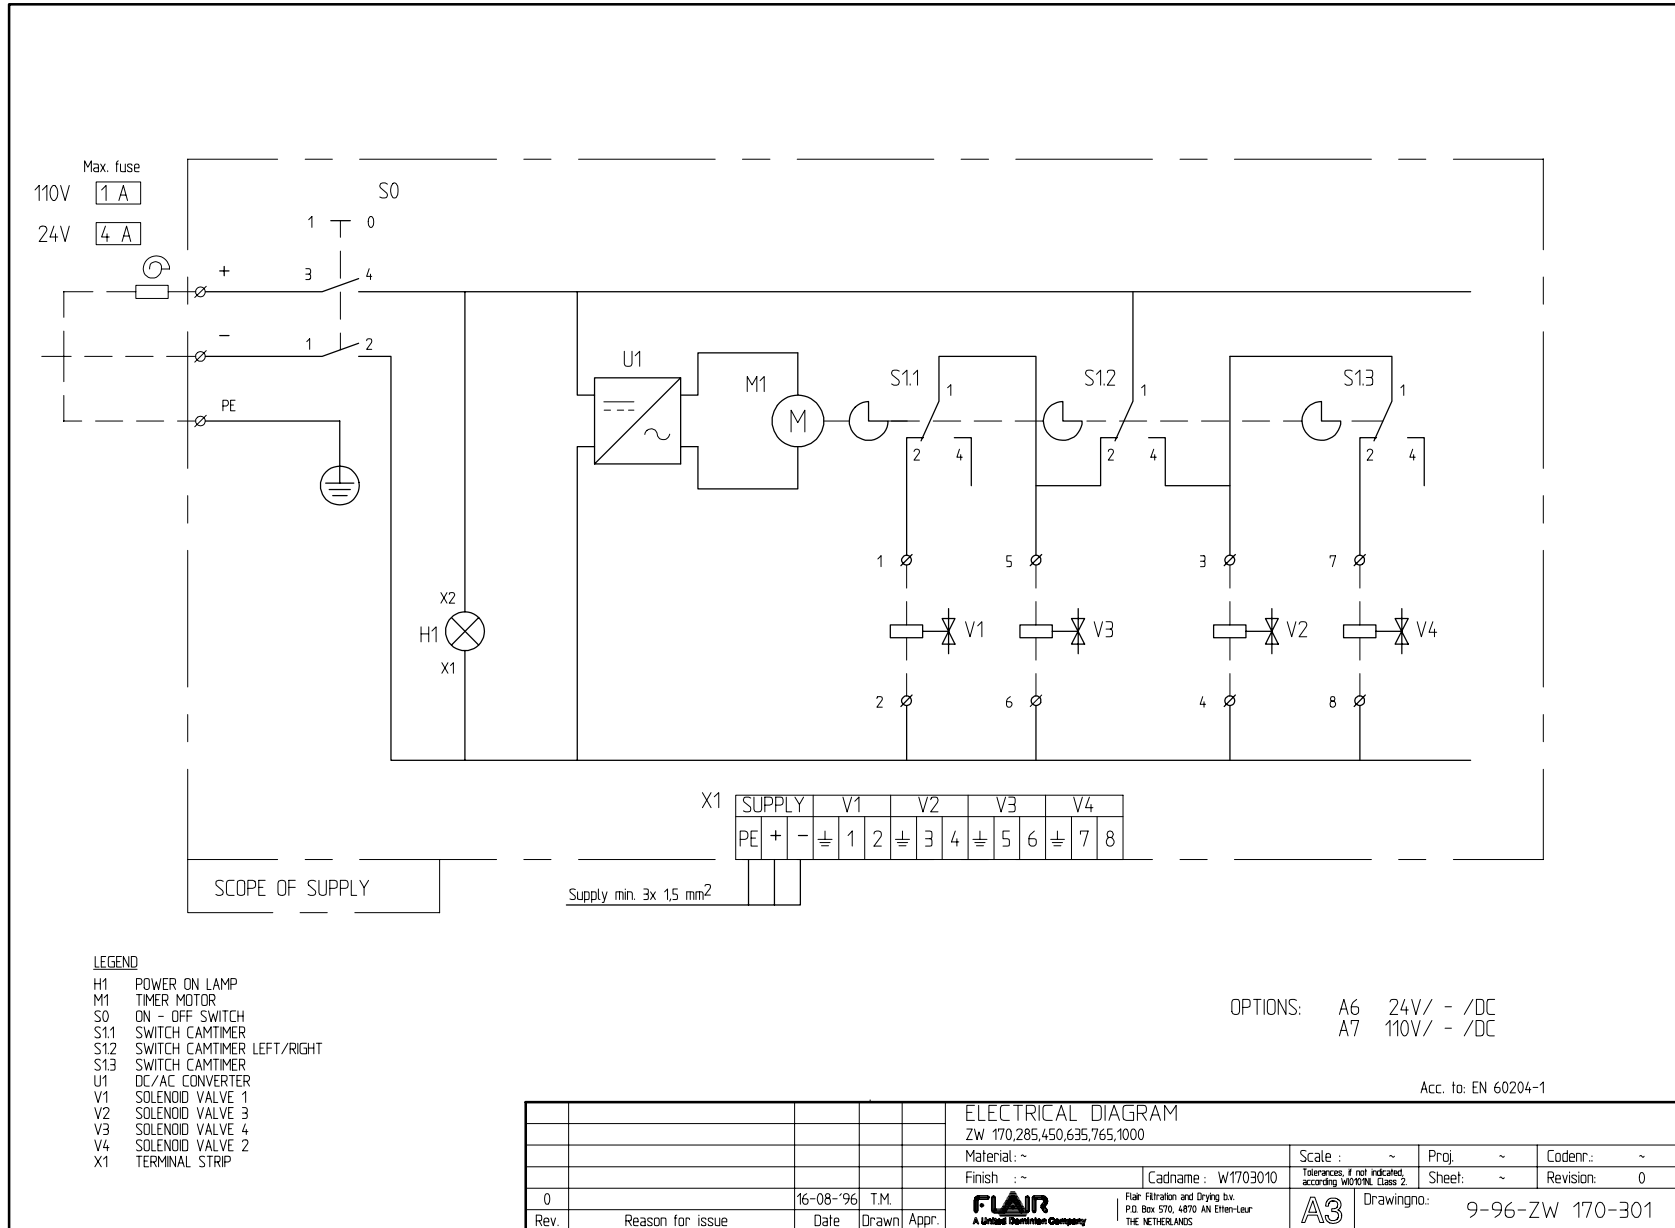 Max. fuse
110V 1 A
24V 4 A
S0
1 0
+ 3 4
− 1 2
PE
U1
M1
M
S1.1
1
2 4
S1.2
1
2 4
S1.3
1
2 4
X2
H1
X1
1 5 3 7
V1 V3 V2 V4
2 6 4 8
X1 SUPPLY V1 V2 V3 V4
PE + − ⏚ 1 2 ⏚ 3 4 ⏚ 5 6 ⏚ 7 8
SCOPE OF SUPPLY
Supply min. 3x 1,5 mm²
LEGEND
H1 POWER ON LAMP
M1 TIMER MOTOR
S0 ON - OFF SWITCH
S1.1 SWITCH CAMTIMER
S1.2 SWITCH CAMTIMER LEFT/RIGHT
S1.3 SWITCH CAMTIMER
U1 DC/AC CONVERTER
V1 SOLENOID VALVE 1
V2 SOLENOID VALVE 3
V3 SOLENOID VALVE 4
V4 SOLENOID VALVE 2
X1 TERMINAL STRIP
OPTIONS: A6 24V/ - /DC
A7 110V/ - /DC
Acc. to: EN 60204-1
ELECTRICAL DIAGRAM
ZW 170,285,450,635,765,1000
Material: ~
Scale : ~
Proj. ~
Codenr.: ~
Finish : ~
Cadname : W1703010
Tolerances, if not indicated,
according WI0101NL Class 2.
Sheet: ~
Revision: 0
0 16-08-'96 T.M.
Rev. Reason for issue Date Drawn Appr.
FLAIR
A United Dominion Company
Flair Filtration and Drying b.v.
P.O. Box 570, 4870 AN Etten-Leur
THE NETHERLANDS
A3
Drawingno.:
9-96-ZW 170-301